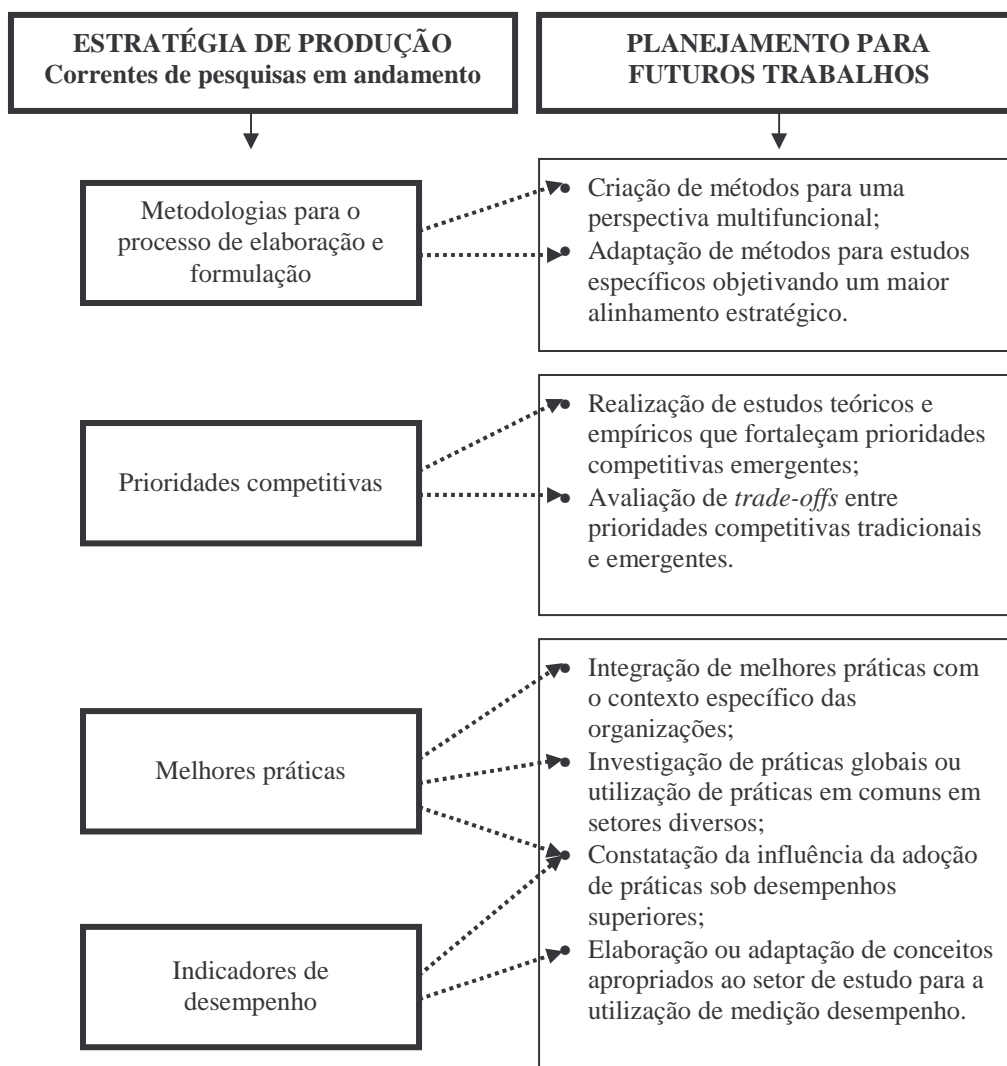 ESTRATÉGIA DE PRODUÇÃO
Correntes de pesquisas em andamento
PLANEJAMENTO PARA
FUTUROS TRABALHOS
Metodologias para o
processo de elaboração e
formulação
• Criação de métodos para uma
perspectiva multifuncional;
• Adaptação de métodos para estudos
específicos objetivando um maior
alinhamento estratégico.
Prioridades competitivas
• Realização de estudos teóricos e
empíricos que fortaleçam prioridades
competitivas emergentes;
• Avaliação de trade-offs entre
prioridades competitivas tradicionais
e emergentes.
Melhores práticas
• Integração de melhores práticas com
o contexto específico das
organizações;
• Investigação de práticas globais ou
utilização de práticas em comuns em
setores diversos;
• Constatação da influência da adoção
de práticas sob desempenhos
superiores;
• Elaboração ou adaptação de conceitos
apropriados ao setor de estudo para a
utilização de medição desempenho.
Indicadores de
desempenho